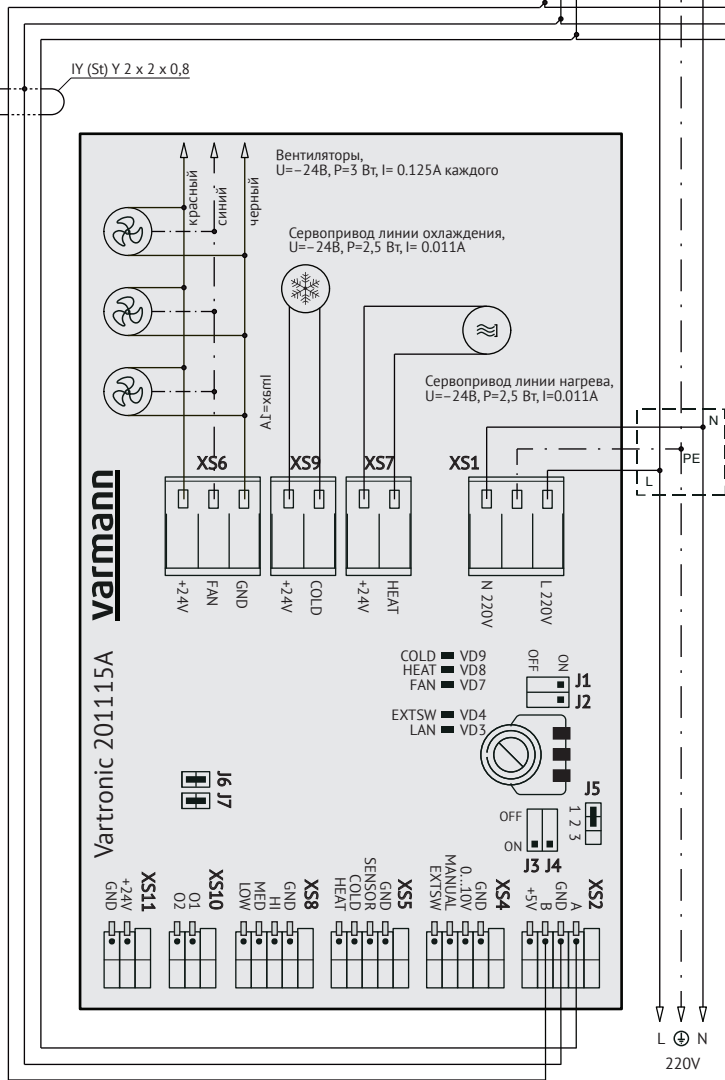 IY (St) Y 2 x 2 x 0,8
Вентиляторы,
U=−24В, P=3 Вт, I= 0.125А каждого
красный
синий
черный
Сервопривод линии охлаждения,
U=−24В, P=2,5 Вт, I= 0.011А
Сервопривод линии нагрева,
U=−24В, P=2,5 Вт, I=0.011А
Imax=1А
N
PE
L
XS6
XS9
XS7
XS1
+24V
FAN
GND
+24V
COLD
+24V
HEAT
N 220V
L 220V
varmann
Vartronic 201115A
COLD VD9
HEAT VD8
FAN VD7
EXTSW VD4
LAN VD3
OFF
ON
J1
J2
J6
J7
J5
1
2
3
OFF
ON
J3 J4
XS11
+24V
GND
XS10
O1
O2
XS8
GND
HI
MED
LOW
XS5
GND
SENSOR
COLD
HEAT
XS4
GND
0...10V
MANUAL
EXTSW
XS2
A
GND
B
+5V
L N
220V